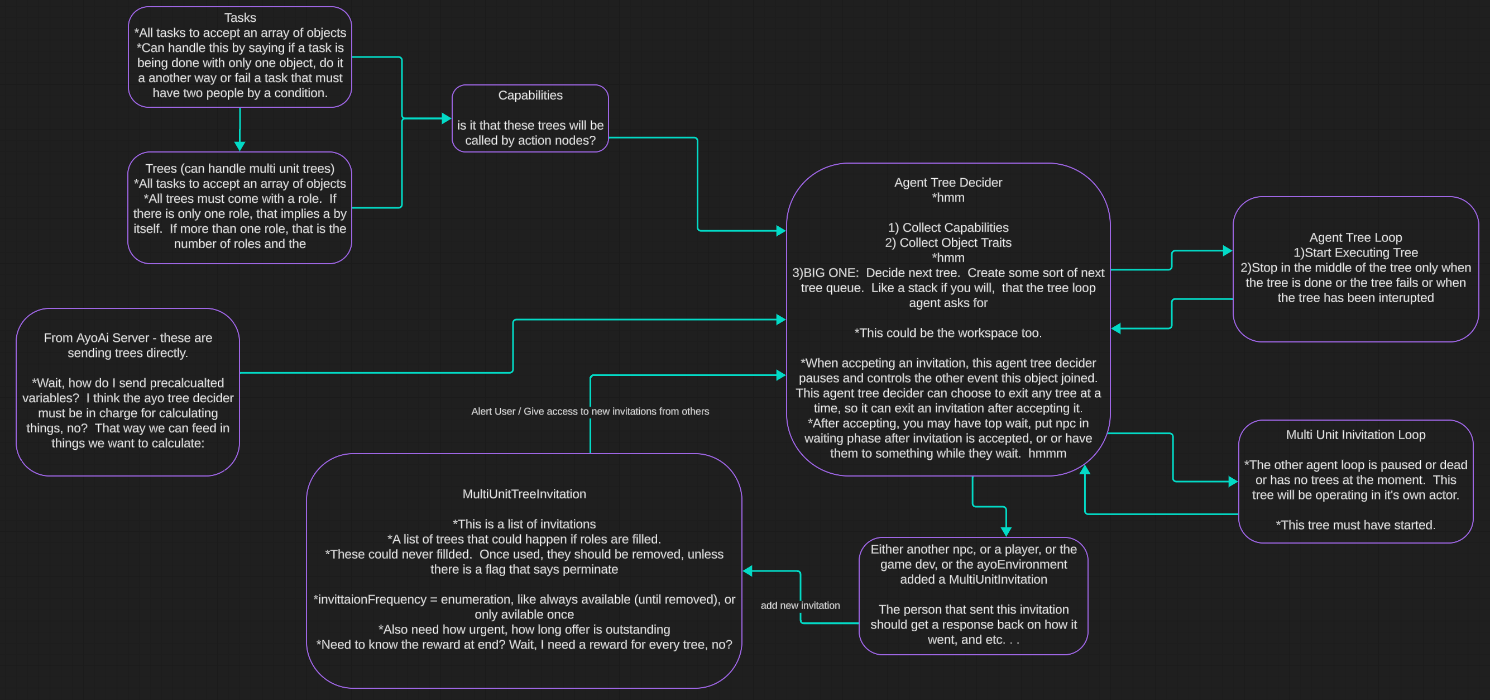 Tasks
*All tasks to accept an array of objects
*Can handle this by saying if a task is
being done with only one object, do it
a another way or fail a task that must
have two people by a condition.
Trees (can handle multi unit trees)
*All tasks to accept an array of objects
*All trees must come with a role. If
there is only one role, that implies a by
itself. If more than one role, that is the
number of roles and the
Capabilities
is it that these trees will be
called by action nodes?
From AyoAi Server - these are
sending trees directly.
*Wait, how do I send precalcualted
variables? I think the ayo tree decider
must be in charge for calculating
things, no? That way we can feed in
things we want to calculate:
Agent Tree Decider
*hmm
1) Collect Capabilities
2) Collect Object Traits
*hmm
3)BIG ONE: Decide next tree. Create some sort of next
tree queue. Like a stack if you will, that the tree loop
agent asks for
*This could be the workspace too.
*When accpeting an invitation, this agent tree decider
pauses and controls the other event this object joined.
This agent tree decider can choose to exit any tree at a
time, so it can exit an invitation after accepting it.
*After accepting, you may have top wait, put npc in
waiting phase after invitation is accepted, or or have
them to something while they wait. hmmm
Agent Tree Loop
1)Start Executing Tree
2)Stop in the middle of the tree only when
the tree is done or the tree fails or when
the tree has been interupted
Alert User / Give access to new invitations from others
Multi Unit Inivitation Loop
*The other agent loop is paused or dead
or has no trees at the moment. This
tree will be operating in it's own actor.
*This tree must have started.
MultiUnitTreeInvitation
*This is a list of invitations
*A list of trees that could happen if roles are filled.
*These could never fillded. Once used, they should be removed, unless
there is a flag that says perminate
*invittaionFrequency = enumeration, like always available (until removed), or
only avilable once
*Also need how urgent, how long offer is outstanding
*Need to know the reward at end? Wait, I need a reward for every tree, no?
add new invitation
Either another npc, or a player, or the
game dev, or the ayoEnvironment
added a MultiUnitInvitation
The person that sent this invitation
should get a response back on how it
went, and etc. . .